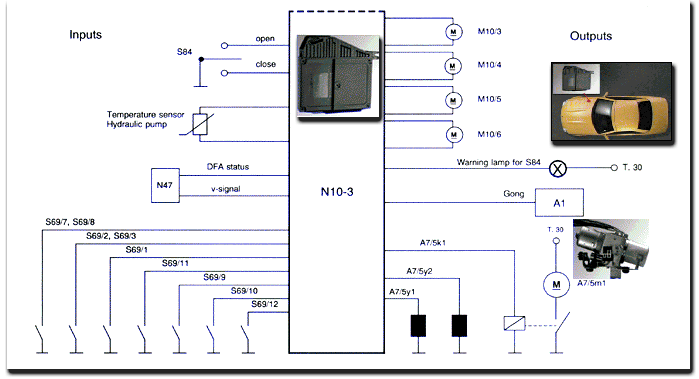 Inputs
Outputs
S84
open
close
Temperature sensor
Hydraulic pump
N47
DFA status
v-signal
S69/7, S69/8
S69/2, S69/3
S69/1
S69/11
S69/9
S69/10
S69/12
N10-3
M
M10/3
M
M10/4
M
M10/5
M
M10/6
Warning lamp for S84
T. 30
Gong
A1
A7/5k1
A7/5y2
A7/5y1
T. 30
M
A7/5m1